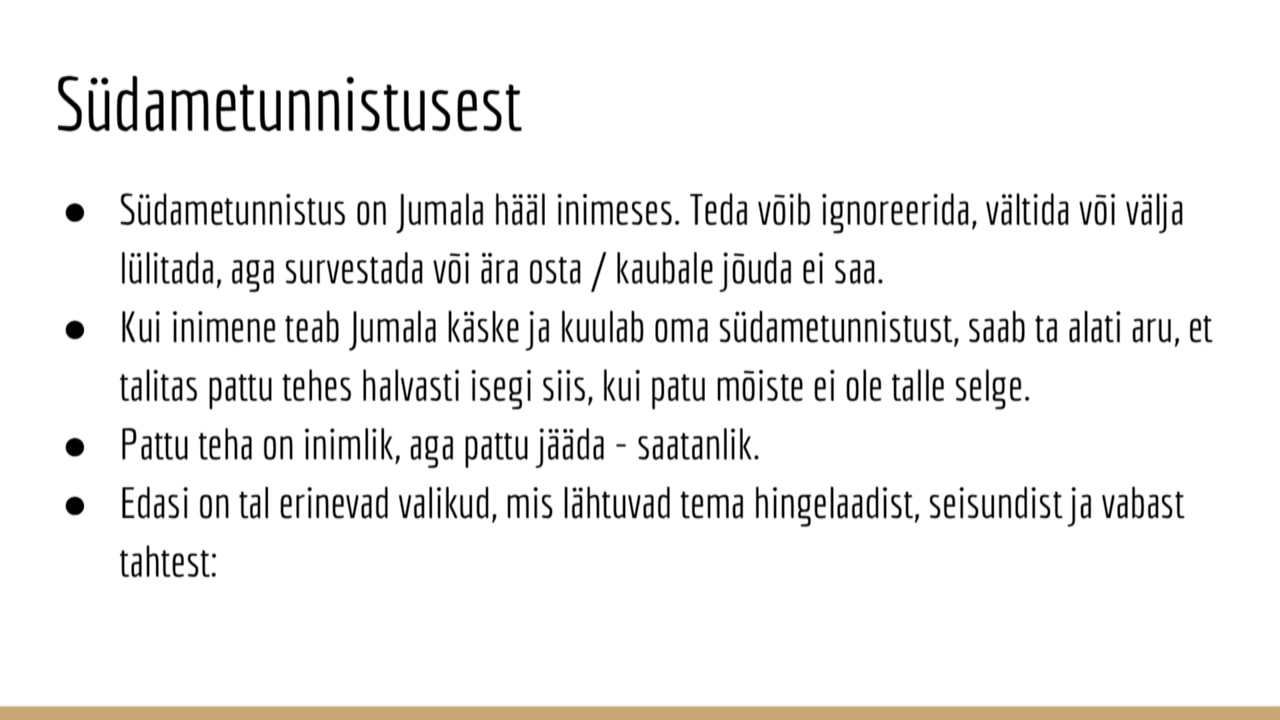 Südametunnistusest
● Südametunnistus on Jumala hääl inimeses. Teda võib ignoreerida, vältida või välja
lülitada, aga survestada või ära osta / kaubale jõuda ei saa.
● Kui inimene teab Jumala käske ja kuulab oma südametunnistust, saab ta alati aru, et
talitas pattu tehes halvasti isegi siis, kui patu mõiste ei ole talle selge.
● Pattu teha on inimlik, aga pattu jääda - saatanlik.
● Edasi on tal erinevad valikud, mis lähtuvad tema hingelaadist, seisundist ja vabast
tahtest: